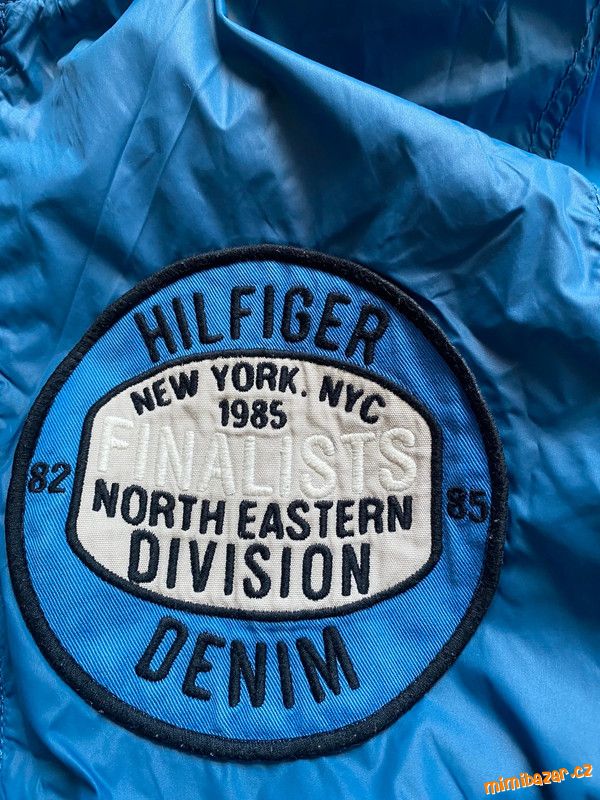 HILFIGER
NEW YORK. NYC
1985
FINALISTS
82
85
NORTH EASTERN
DIVISION
DENIM
mimibazar.cz